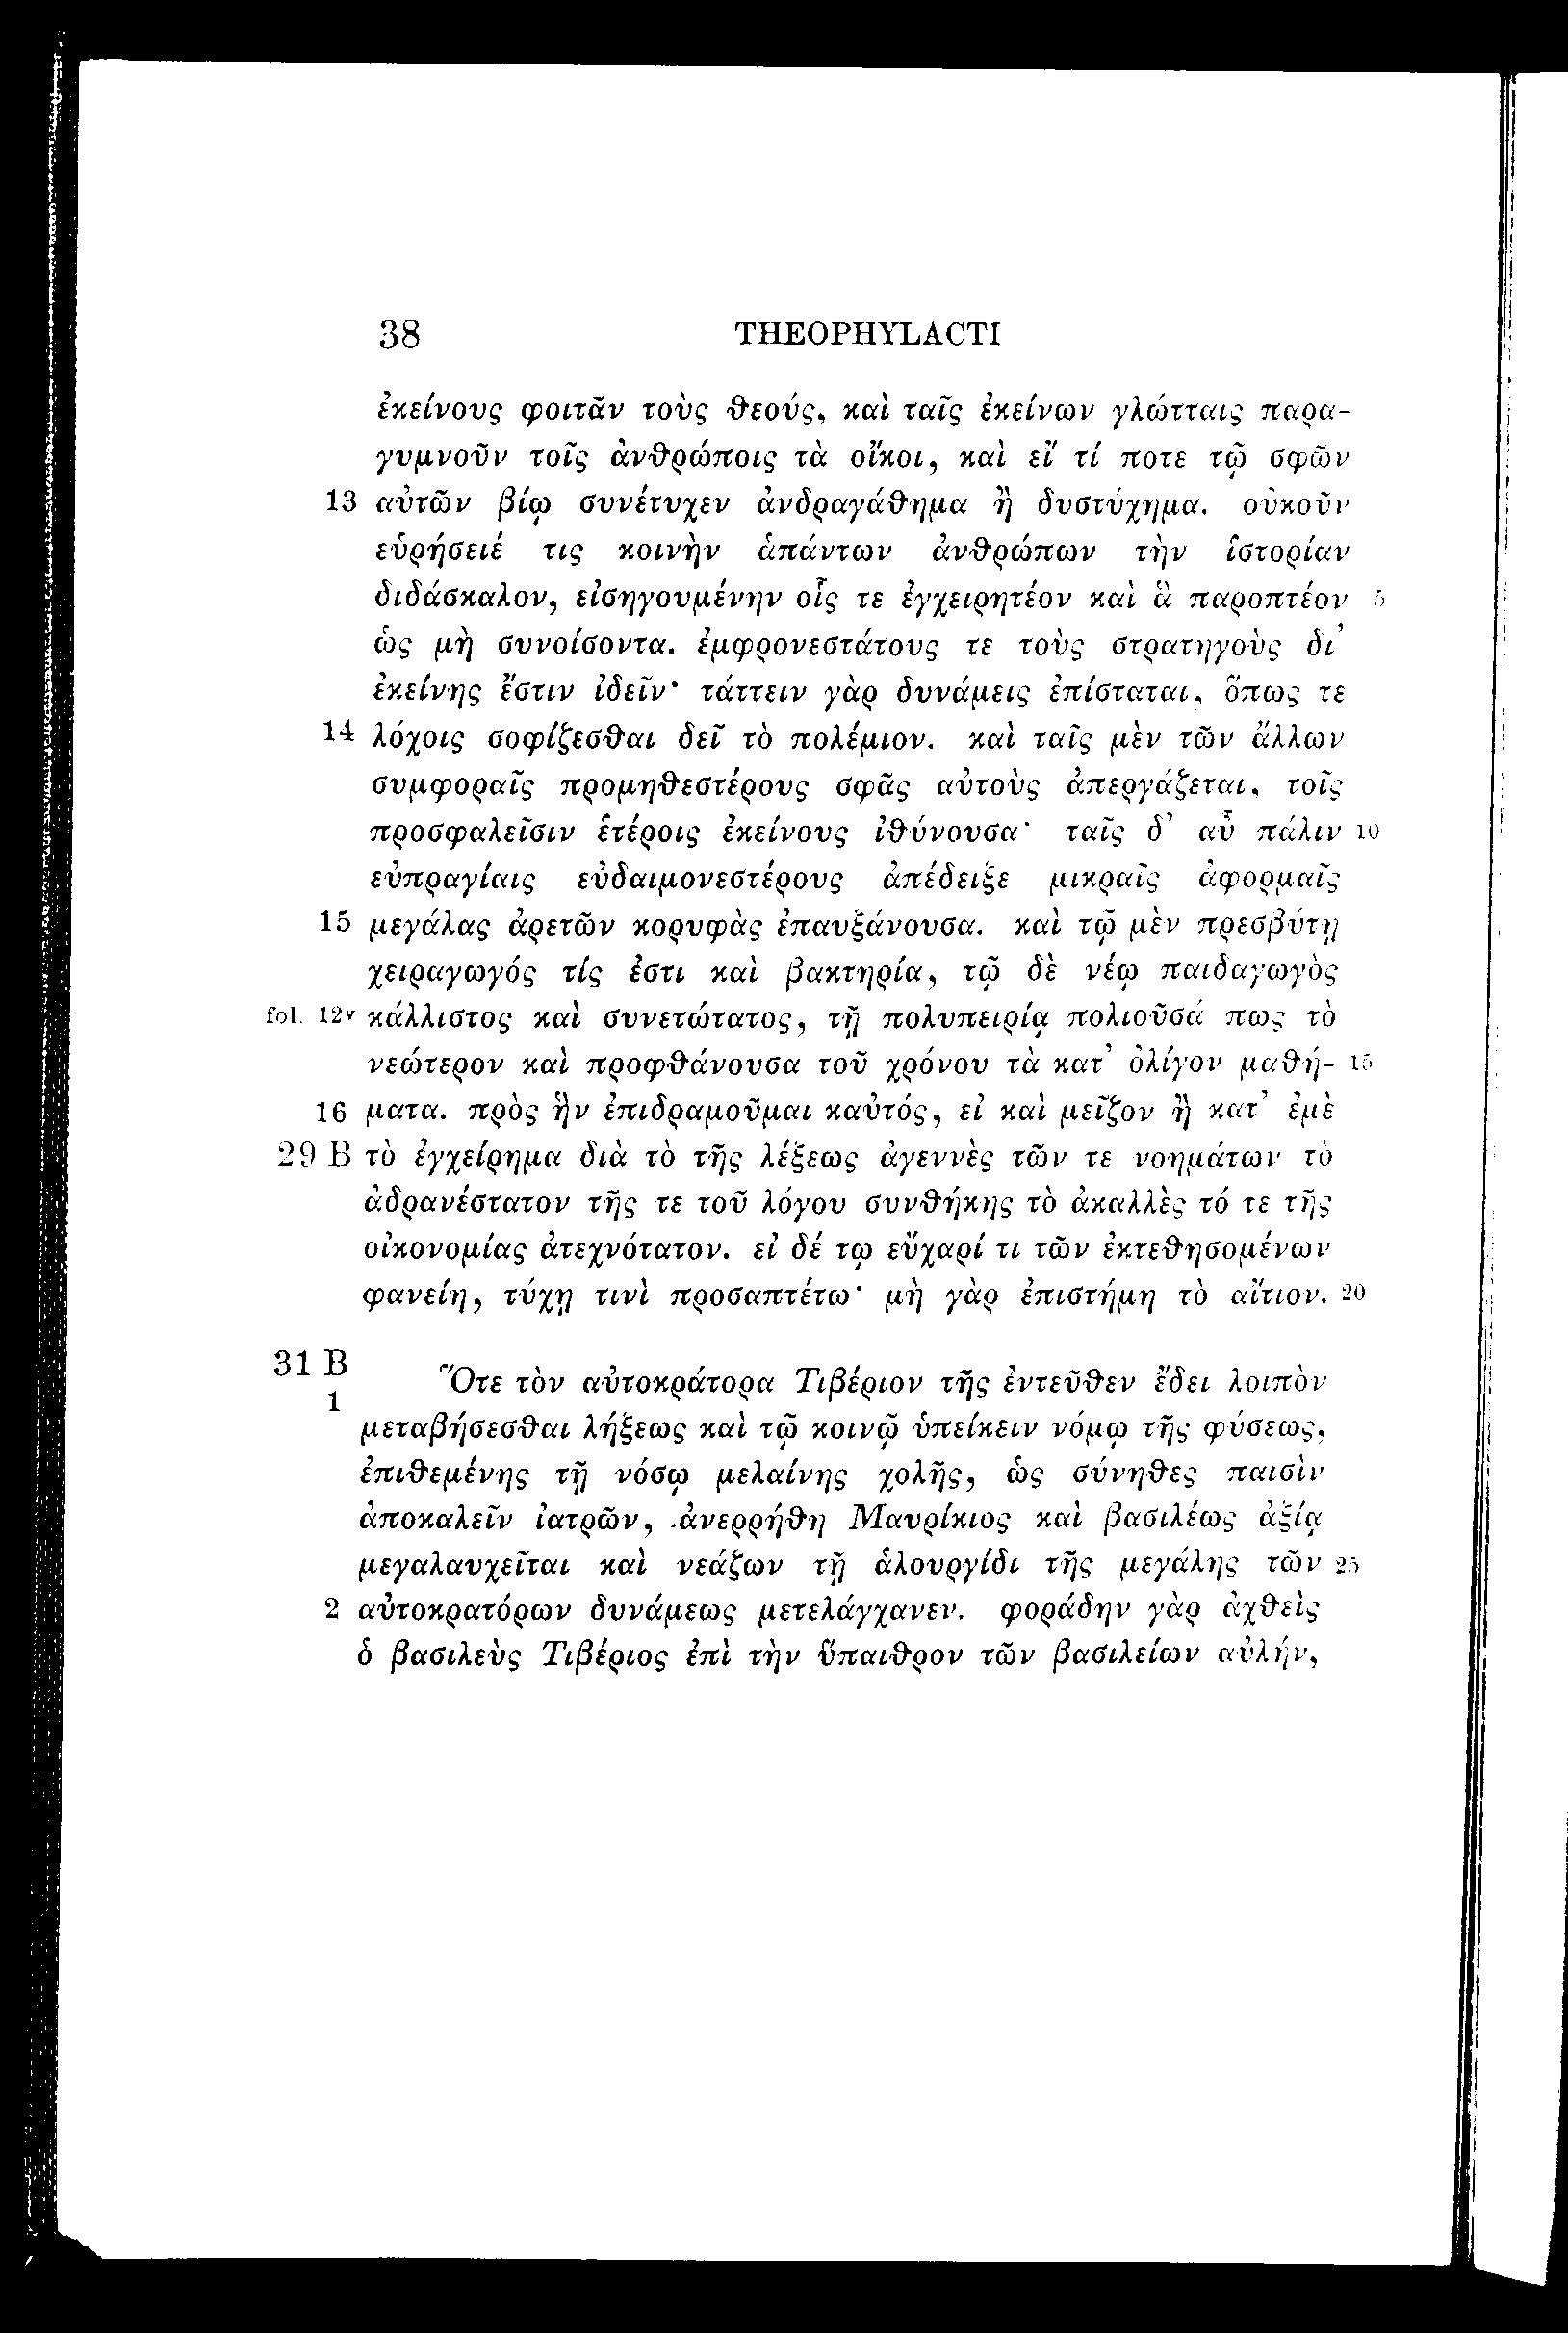 38 THEOPHYLACTI
ἐκείνους φοιτᾶν τοὺς θεούς, καὶ ταῖς ἐκείνων γλώτταις παρα-
γυμνοῦν τοῖς ἀνθρώποις τὰ οἴκοι, καὶ εἴ τί ποτε τῷ σφῶν
13 αὐτῶν βίῳ συνέτυχεν ἀνδραγάθημα ἢ δυστύχημα. οὐκοῦν
εὑρήσειέ τις κοινὴν ἁπάντων ἀνθρώπων τὴν ἱστορίαν
διδάσκαλον, εἰσηγουμένην οἷς τε ἐγχειρητέον καὶ ἃ παροπτέον 5
ὡς μὴ συνοίσοντα. ἐμφρονεστάτους τε τοὺς στρατηγοὺς δι’
ἐκείνης ἔστιν ἰδεῖν· τάττειν γὰρ δυνάμεις ἐπίσταται, ὅπως τε
14 λόχοις σοφίζεσθαι δεῖ τὸ πολέμιον. καὶ ταῖς μὲν τῶν ἄλλων
συμφοραῖς προμηθεστέρους σφᾶς αὐτοὺς ἀπεργάζεται, τοῖς
προσφαλεῖσιν ἑτέροις ἐκείνους ἰθύνουσα· ταῖς δ’ αὖ πάλιν 10
εὐπραγίαις εὐδαιμονεστέρους ἀπέδειξε μικραῖς ἀφορμαῖς
15 μεγάλας ἀρετῶν κορυφὰς ἐπαυξάνουσα. καὶ τῷ μὲν πρεσβύτῃ
χειραγωγός τίς ἐστι καὶ βακτηρία, τῷ δὲ νέῳ παιδαγωγὸς
fol. 12v κάλλιστος καὶ συνετώτατος, τῇ πολυπειρίᾳ πολιοῦσά πως τὸ
νεώτερον καὶ προφθάνουσα τοῦ χρόνου τὰ κατ’ ὀλίγον μαθή- 15
16 ματα. πρὸς ἣν ἐπιδραμοῦμαι καὐτός, εἰ καὶ μεῖζον ἢ κατ’ ἐμὲ
29 B τὸ ἐγχείρημα διὰ τὸ τῆς λέξεως ἀγεννὲς τῶν τε νοημάτων τὸ
ἀδρανέστατον τῆς τε τοῦ λόγου συνθήκης τὸ ἀκαλλὲς τό τε τῆς
οἰκονομίας ἀτεχνότατον. εἰ δέ τῳ εὔχαρί τι τῶν ἐκτεθησομένων
φανείη, τύχῃ τινὶ προσαπτέτω· μὴ γὰρ ἐπιστήμη τὸ αἴτιον. 20
31 B
1 Ὅτε τὸν αὐτοκράτορα Τιβέριον τῆς ἐντεῦθεν ἔδει λοιπὸν
μεταβήσεσθαι λήξεως καὶ τῷ κοινῷ ὑπείκειν νόμῳ τῆς φύσεως,
ἐπιθεμένης τῇ νόσῳ μελαίνης χολῆς, ὡς σύνηθες παισὶν
ἀποκαλεῖν ἰατρῶν, ἀνερρήθη Μαυρίκιος καὶ βασιλέως ἀξίᾳ
μεγαλαυχεῖται καὶ νεάζων τῇ ἁλουργίδι τῆς μεγάλης τῶν 25
2 αὐτοκρατόρων δυνάμεως μετελάγχανεν. φοράδην γὰρ ἀχθεὶς
ὁ βασιλεὺς Τιβέριος ἐπὶ τὴν ὕπαιθρον τῶν βασιλείων αὐλήν,